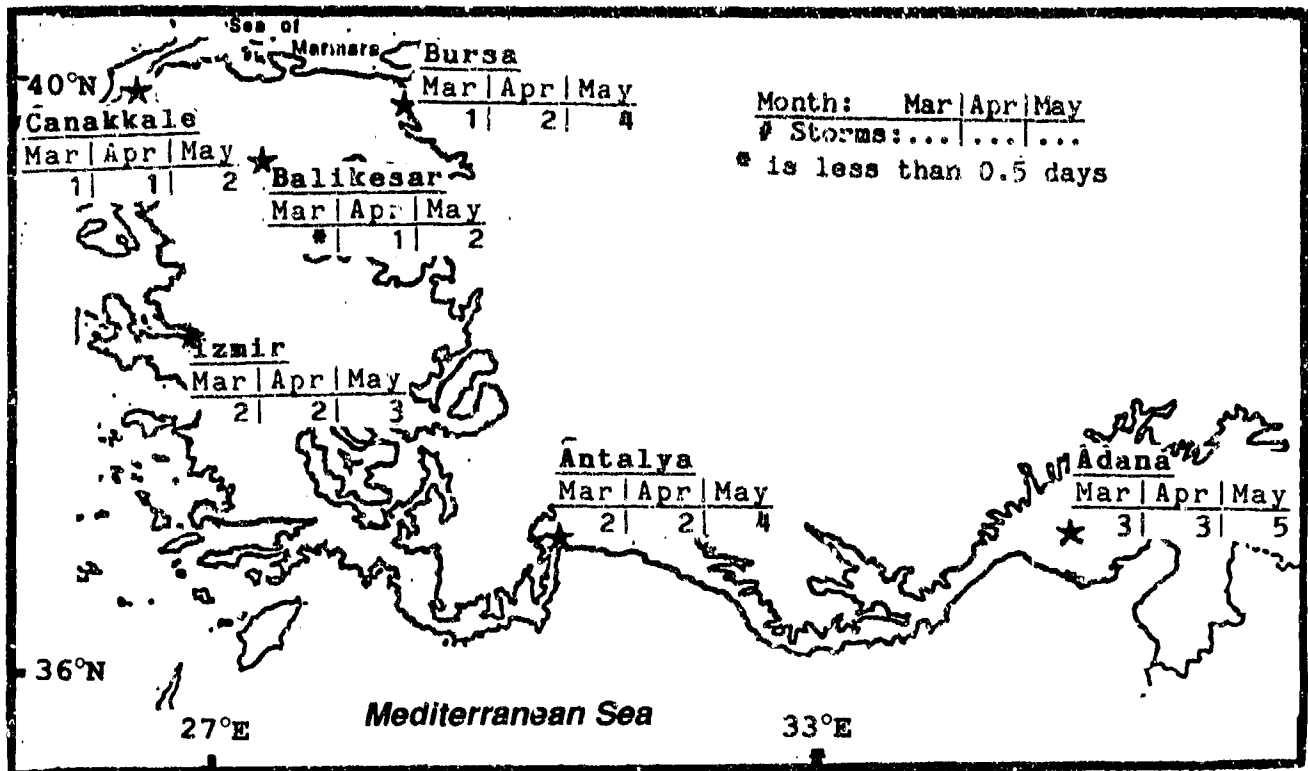 Sea of
Marmara
Bursa
Mar|Apr|May
1| 2| 4
40°N
Canakkale
Mar|Apr|May
1| 1| 2
Month: Mar|Apr|May
# Storms:...|...|...
* is less than 0.5 days
Balikesar
Mar|Apr|May
*| 1| 2
Izmir
Mar|Apr|May
2| 2| 3
Antalya
Mar|Apr|May
2| 2| 4
Adana
Mar|Apr|May
3| 3| 5
36°N
Mediterranean Sea
27°E
33°E